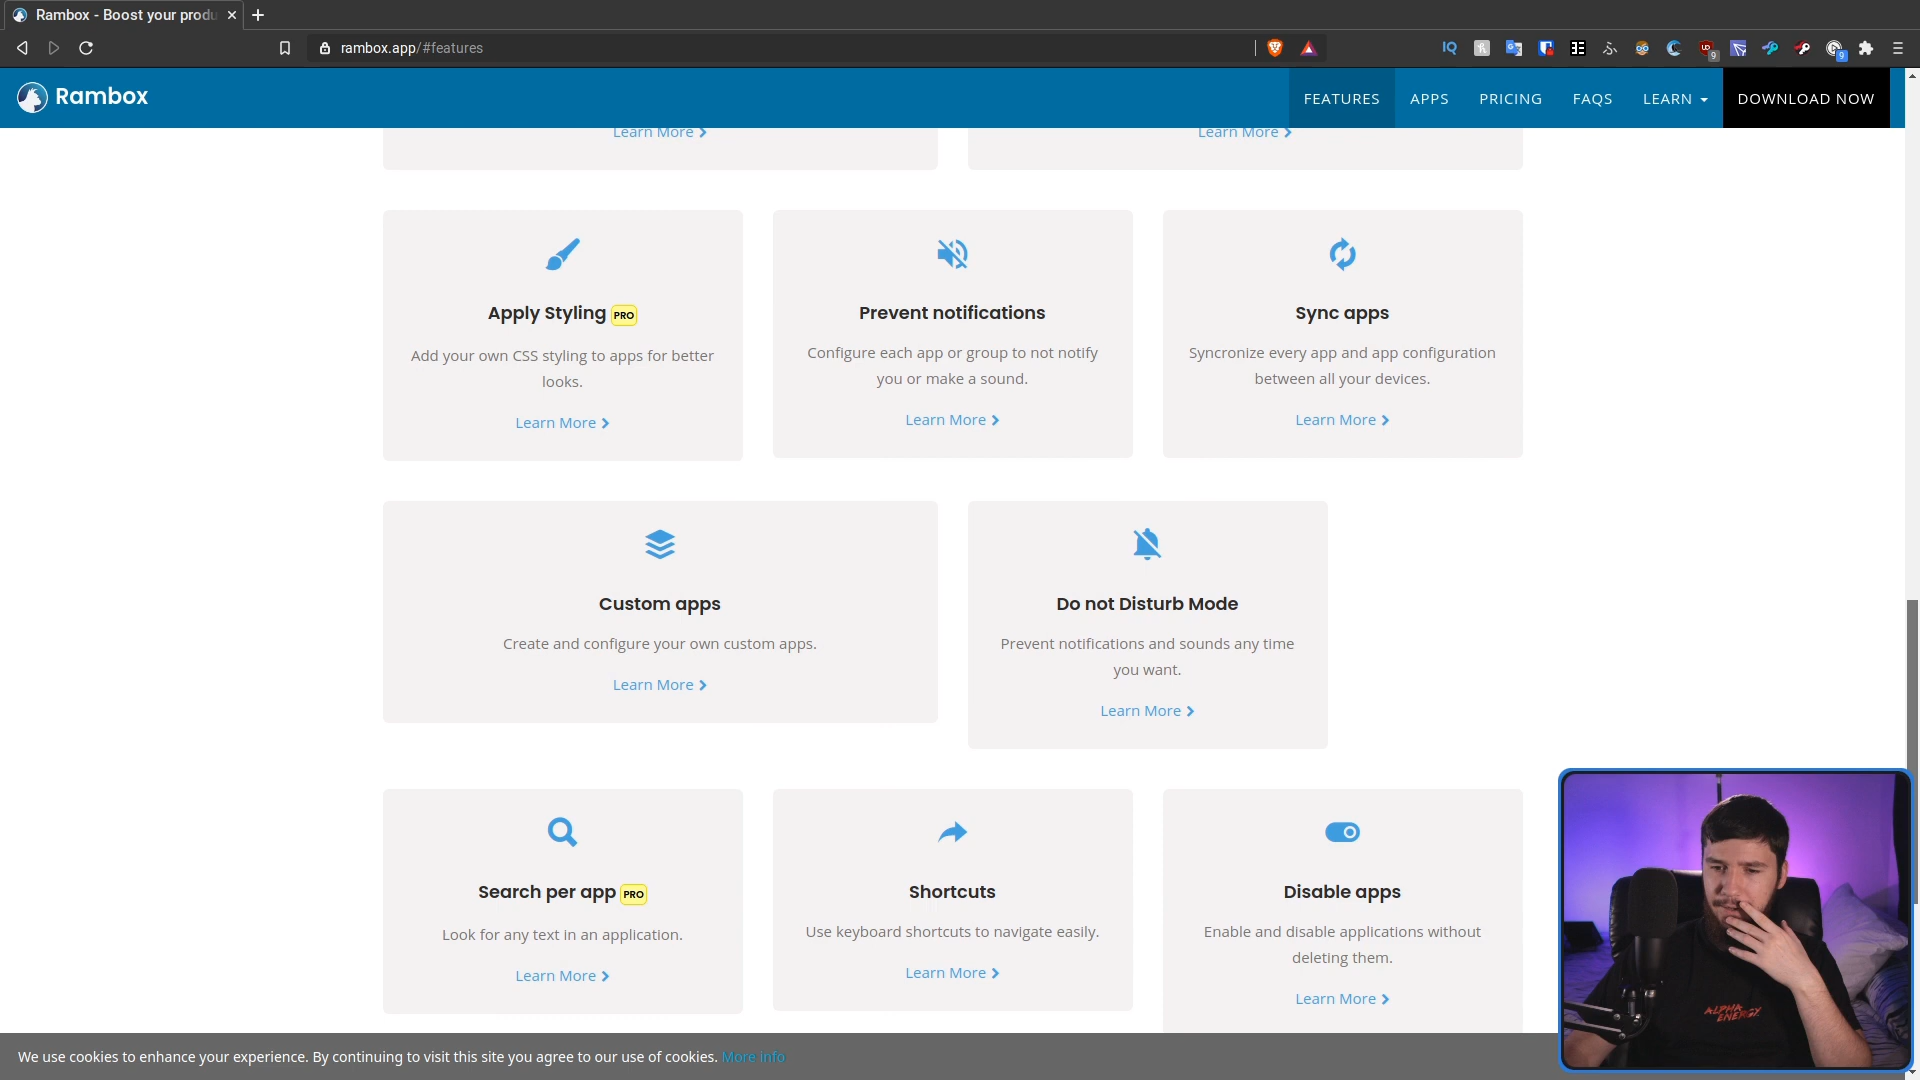 Rambox - Boost your produ
rambox.app/#features
IQ
9
9
Rambox
FEATURES
APPS
PRICING
FAQS
LEARN
DOWNLOAD NOW
Learn More
Learn More
Apply Styling PRO
Add your own CSS styling to apps for better
looks.
Learn More
Prevent notifications
Configure each app or group to not notify
you or make a sound.
Learn More
Sync apps
Syncronize every app and app configuration
between all your devices.
Learn More
Custom apps
Create and configure your own custom apps.
Learn More
Do not Disturb Mode
Prevent notifications and sounds any time
you want.
Learn More
Search per app PRO
Look for any text in an application.
Learn More
Shortcuts
Use keyboard shortcuts to navigate easily.
Learn More
Disable apps
Enable and disable applications without
deleting them.
Learn More
ALPHA
ENERGY
We use cookies to enhance your experience. By continuing to visit this site you agree to our use of cookies. More info